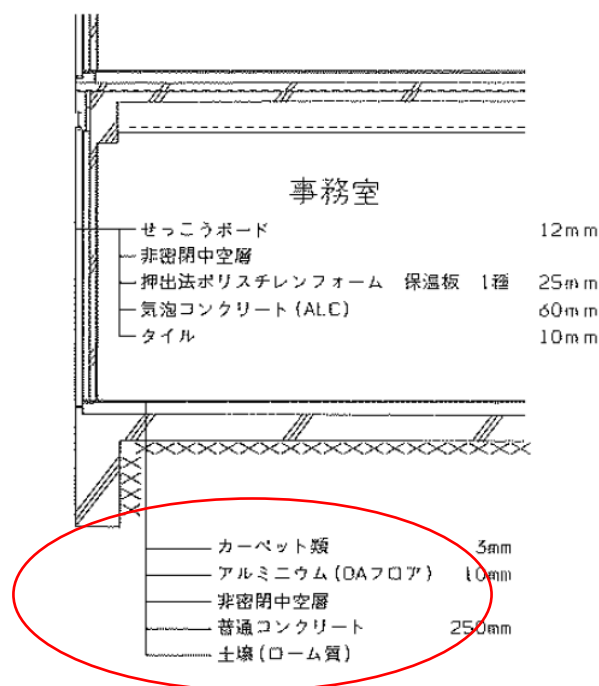 事務室
せっこうボード 12mm
非密閉中空層
押出法ポリスチレンフォーム 保温板 1種 25mm
気泡コンクリート(ALC) 60mm
タイル 10mm
カーペット類 3mm
アルミニウム(OAフロア) 10mm
非密閉中空層
普通コンクリート 250mm
土壌(ローム質)